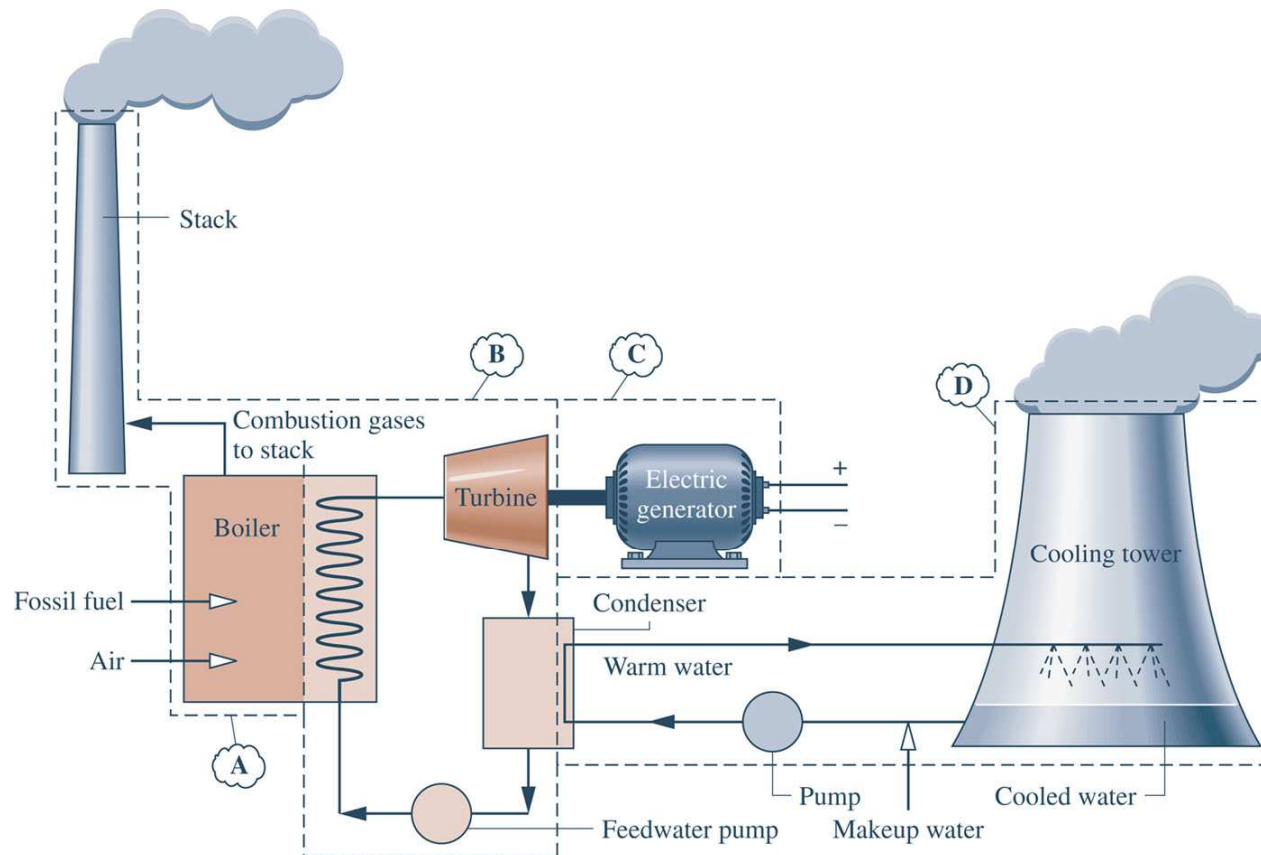 Stack
B
C
D
Combustion gases
to stack
Turbine
Electric
generator
+
−
Boiler
Cooling tower
Fossil fuel
Condenser
Air
Warm water
A
Pump
Cooled water
Feedwater pump
Makeup water